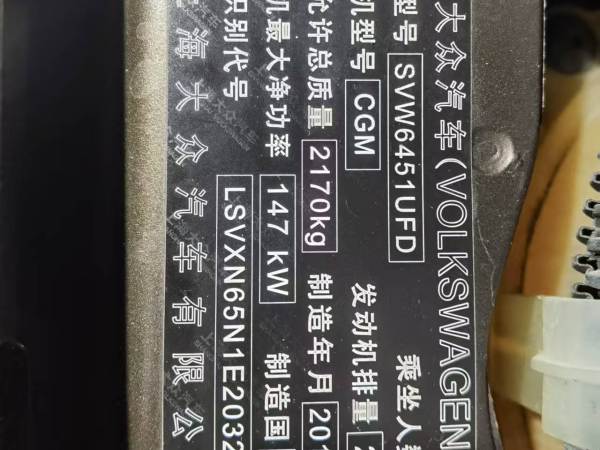 大众汽车(VOLKSWAGEN
型号 SVW6451UFD 乘坐人
机型号 CGM 发动机排量
允许总质量 2170kg 制造年月 201
机最大净功率 147 kW 制造国
识别代号 LSVXN65N1E2032
海大众汽车有限公